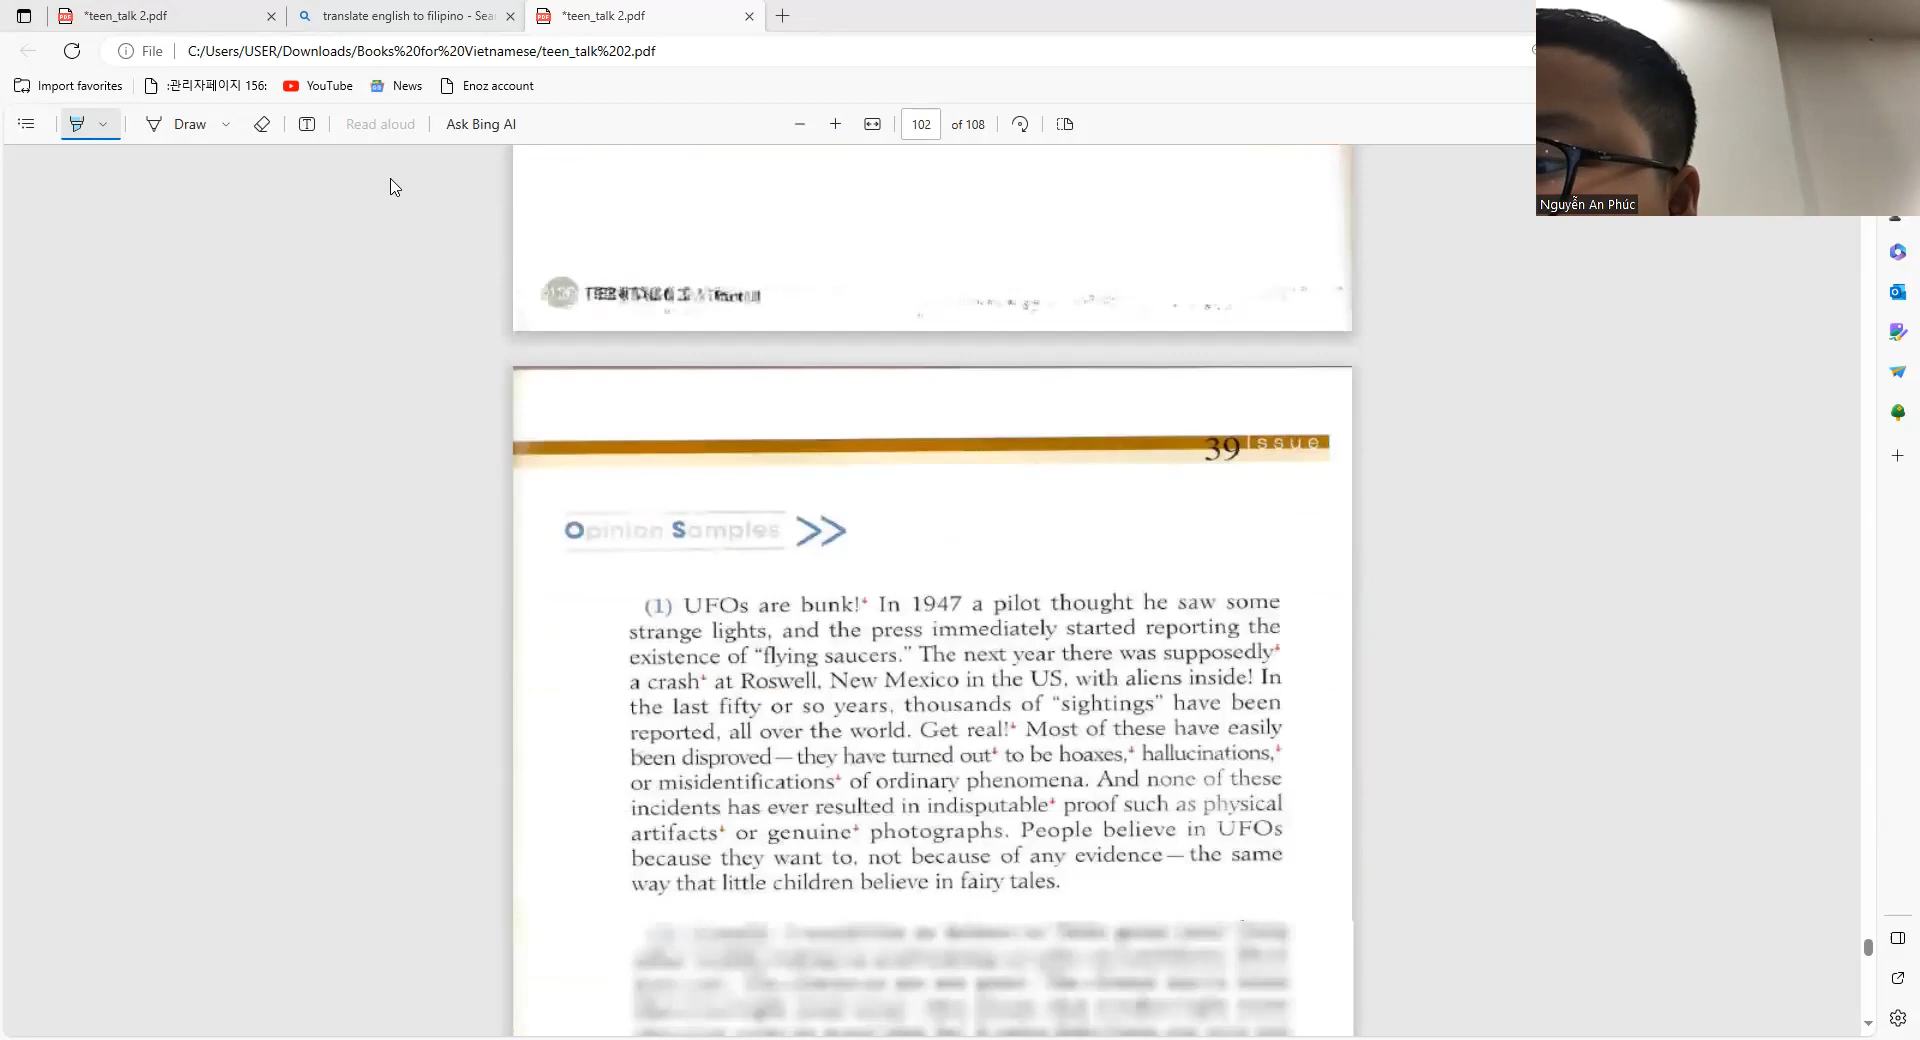 *teen_talk 2.pdf
translate english to filipino - Sea
*teen_talk 2.pdf
File
C:/Users/USER/Downloads/Books%20for%20Vietnamese/teen_talk%202.pdf
Import favorites
:관리자페이지 156:
YouTube
News
Enoz account
Draw
Read aloud
Ask Bing AI
102
of 108
Nguyễn An Phúc
39 Issue
Opinion Samples
(1) UFOs are bunk!+ In 1947 a pilot thought he saw some
strange lights, and the press immediately started reporting the
existence of “flying saucers.” The next year there was supposedly+
a crash+ at Roswell, New Mexico in the US, with aliens inside! In
the last fifty or so years, thousands of “sightings” have been
reported, all over the world. Get real!+ Most of these have easily
been disproved—they have turned out+ to be hoaxes,+ hallucinations,+
or misidentifications+ of ordinary phenomena. And none of these
incidents has ever resulted in indisputable+ proof such as physical
artifacts+ or genuine+ photographs. People believe in UFOs
because they want to, not because of any evidence—the same
way that little children believe in fairy tales.